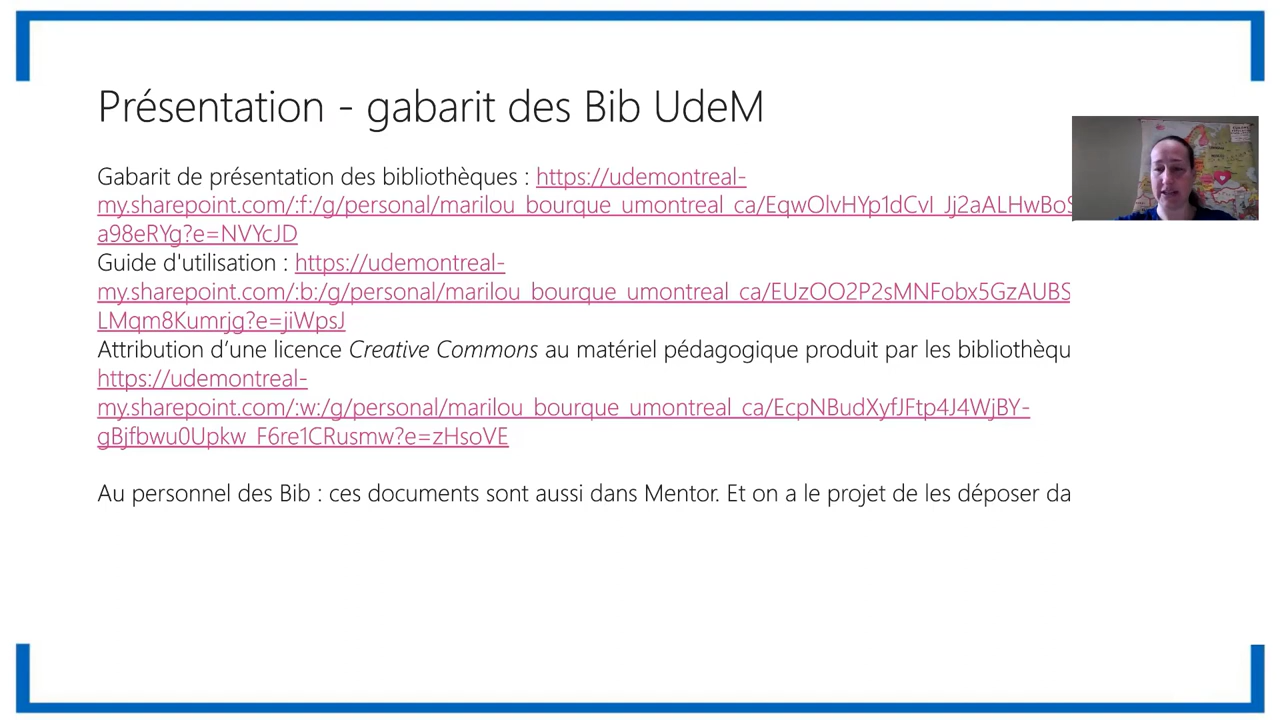 Présentation - gabarit des Bib UdeM
Gabarit de présentation des bibliothèques : https://udemontreal-
my.sharepoint.com/:f:/g/personal/marilou_bourque_umontreal_ca/EqwOlvHYp1dCvI_Jj2aALHwBoS
a98eRYg?e=NVYcJD
Guide d'utilisation : https://udemontreal-
my.sharepoint.com/:b:/g/personal/marilou_bourque_umontreal_ca/EUzOO2P2sMNFobx5GzAUBS
LMqm8Kumrjg?e=jiWpsJ
Attribution d’une licence Creative Commons au matériel pédagogique produit par les bibliothèqu
https://udemontreal-
my.sharepoint.com/:w:/g/personal/marilou_bourque_umontreal_ca/EcpNBudXyfJFtp4J4WjBY-
gBjfbwu0Upkw_F6re1CRusmw?e=zHsoVE
Au personnel des Bib : ces documents sont aussi dans Mentor. Et on a le projet de les déposer da